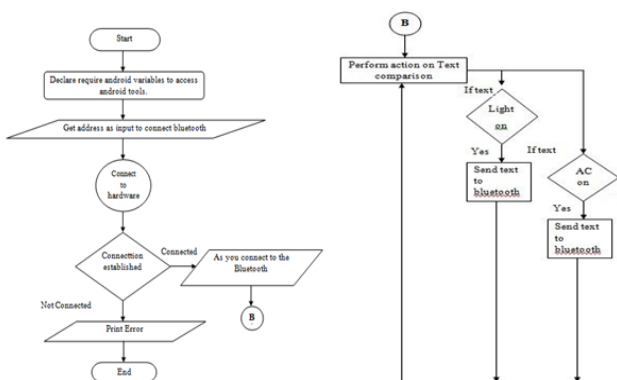 Start
Declare require android variables to access
android tools.
Get address as input to connect bluetooth
Connect
to
hardware
Connecttion
established
Connected
As you connect to the
Bluetooth
B
Not Connected
Print Error
End
B
Perform action on Text
comparison
If text
Light
on
Yes
Send text
to
bluetooth
If text
AC
on
Yes
Send text
to
bluetooth